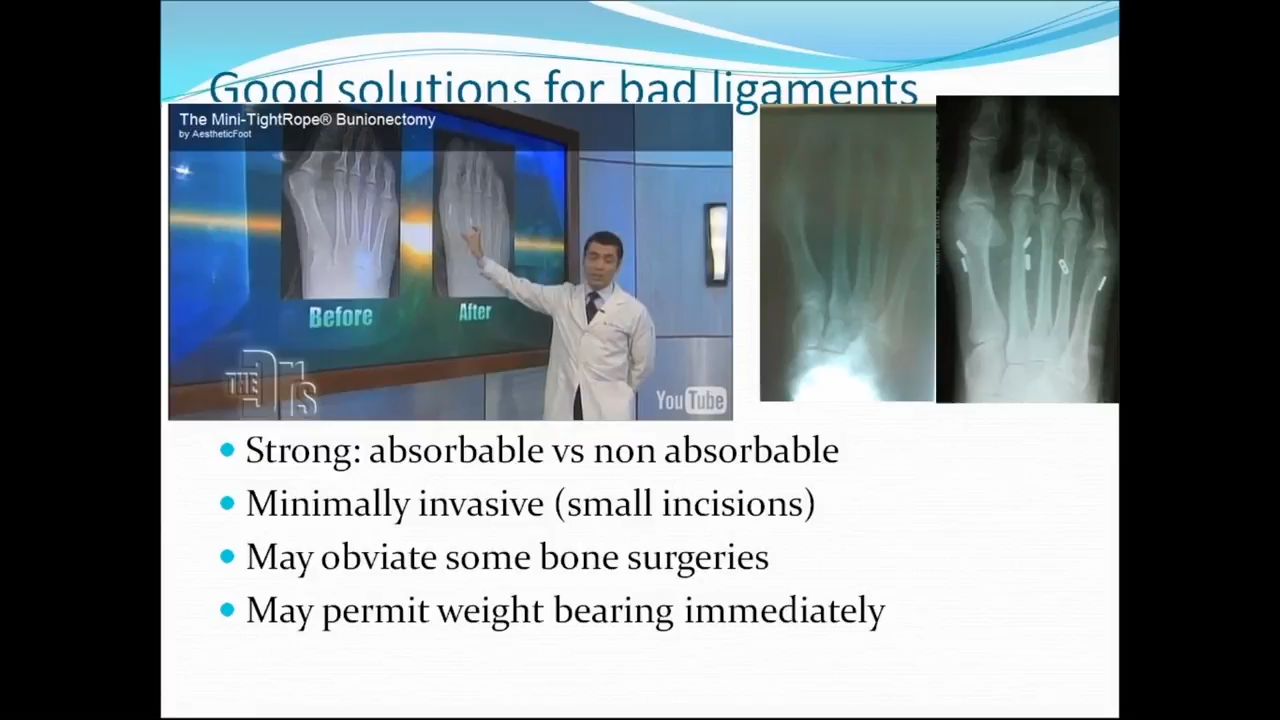 Good solutions for bad ligaments
The Mini-TightRope® Bunionectomy
by AestheticFoot
Before
After
THE
Drs
YouTube
Strong: absorbable vs non absorbable
Minimally invasive (small incisions)
May obviate some bone surgeries
May permit weight bearing immediately